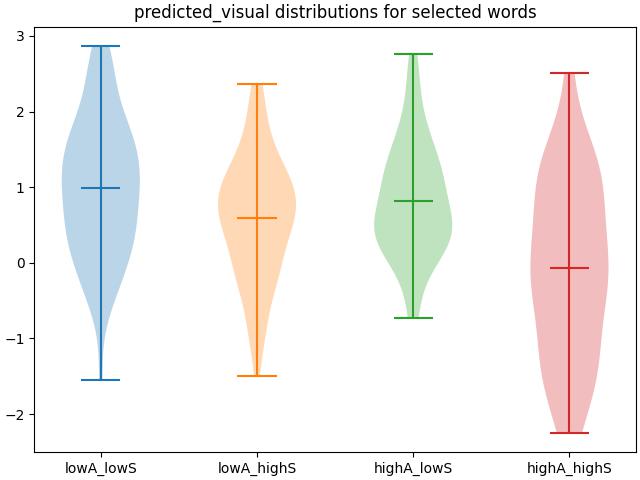 predicted_visual distributions for selected words
3
2
1
0
−1
−2
lowA_lowS
lowA_highS
highA_lowS
highA_highS